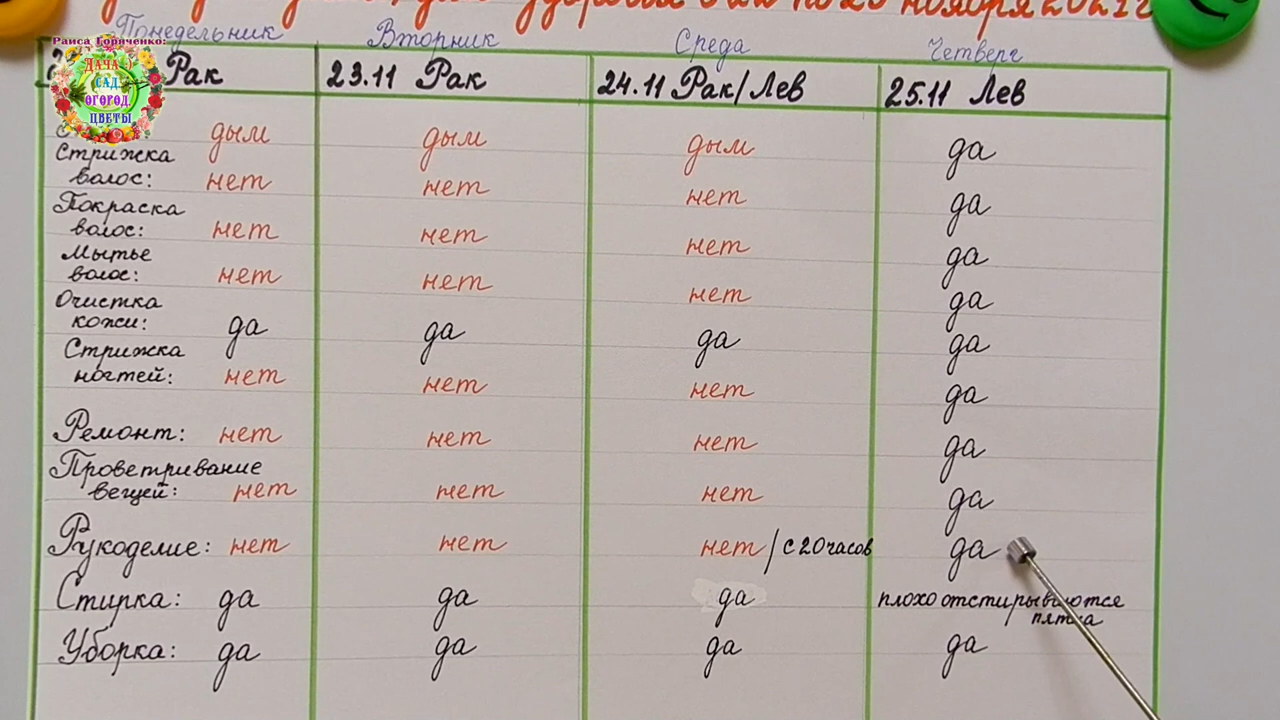 ноября 2021г
Понедельник Вторник Среда Четверг
Раиса Горяченко:
ДАЧА,
САД,
ОГОРОД,
ЦВЕТЫ
Рак 23.11 Рак 24.11 Рак/Лев 25.11 Лев
дым дым дым да
Стрижка
волос: нет нет нет да
Покраска
волос: нет нет нет да
Мытье
волос: нет нет нет да
Очистка
кожи: да да да да
Стрижка
ногтей: нет нет нет да
Ремонт: нет нет нет да
Проветривание
вещей: нет нет нет да
Рукоделие: нет нет нет/с 20 часов да
Стирка: да да да плохо отстирываются
пятна
Уборка: да да да да